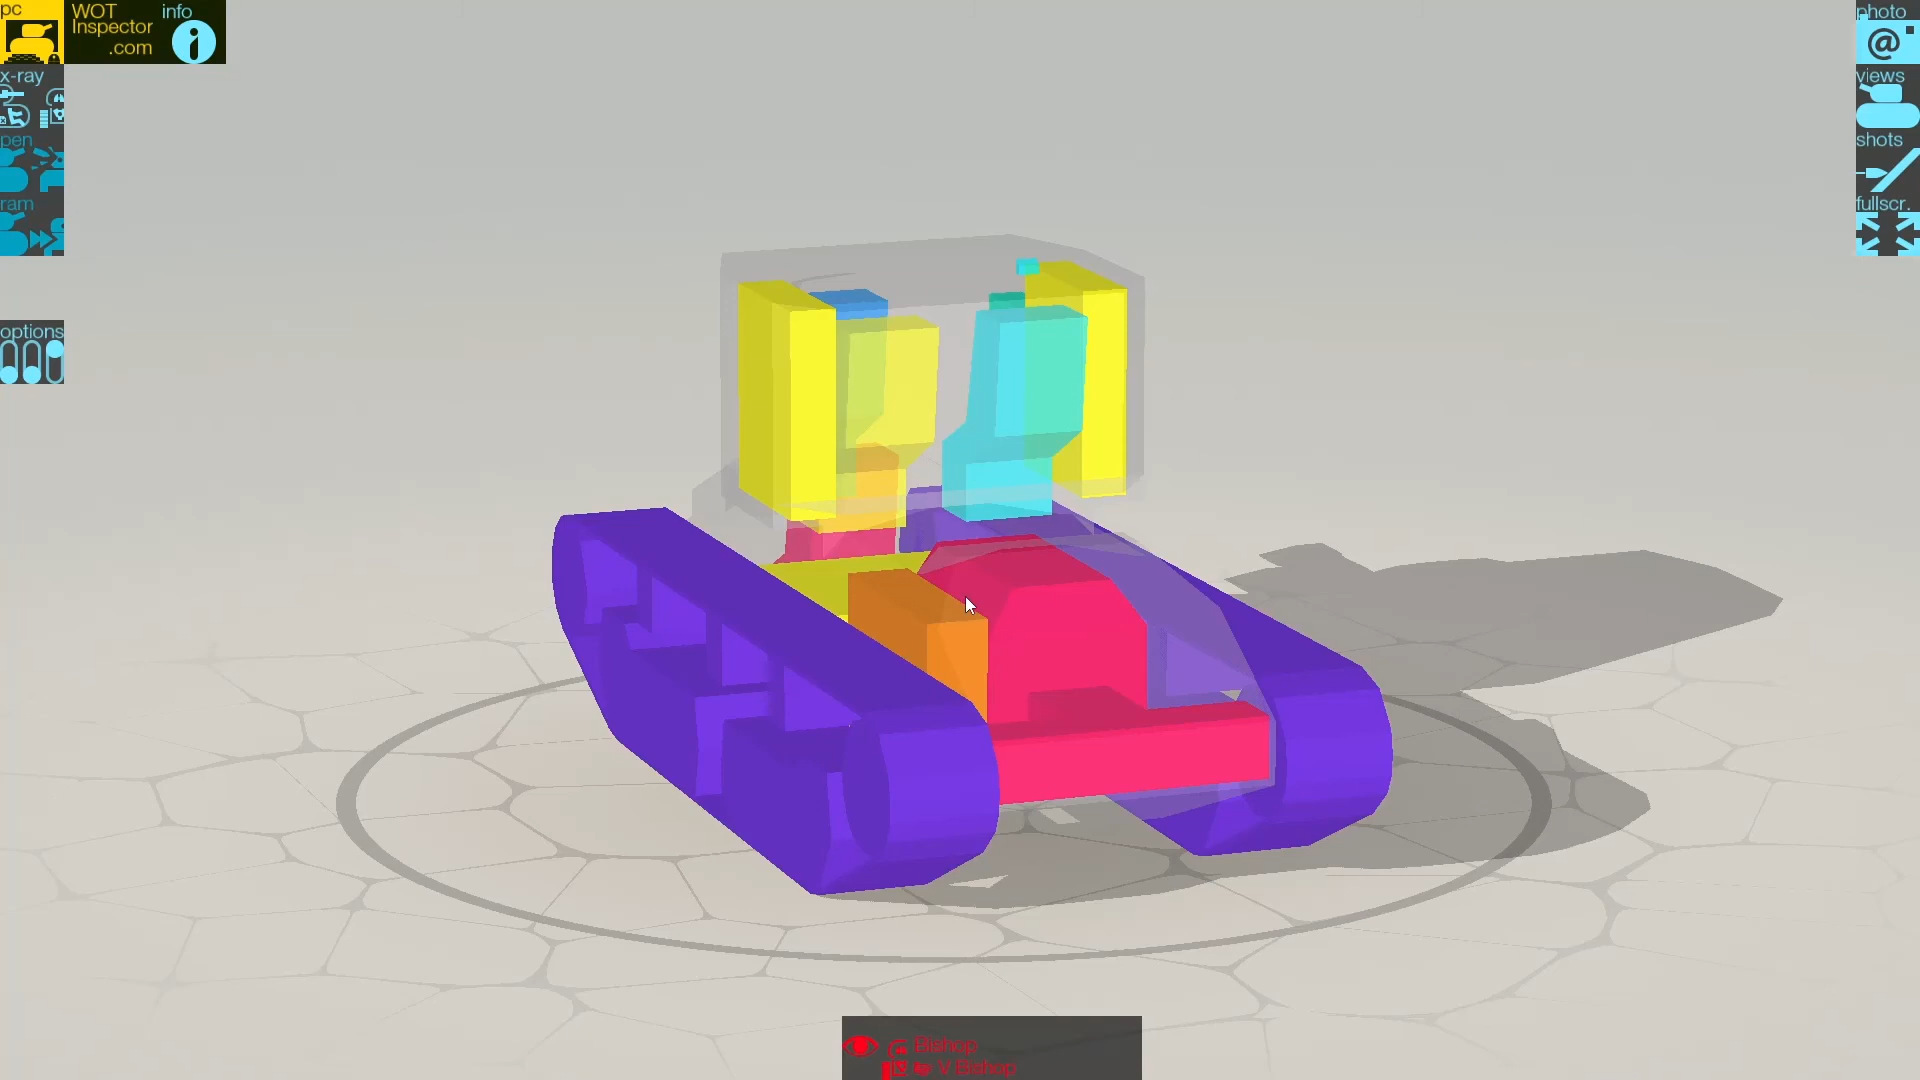 pc
WOT
Inspector
.com
info
x-ray
pen
ram
options
photo
@
views
shots
fullscr.
Bishop
V Bishop